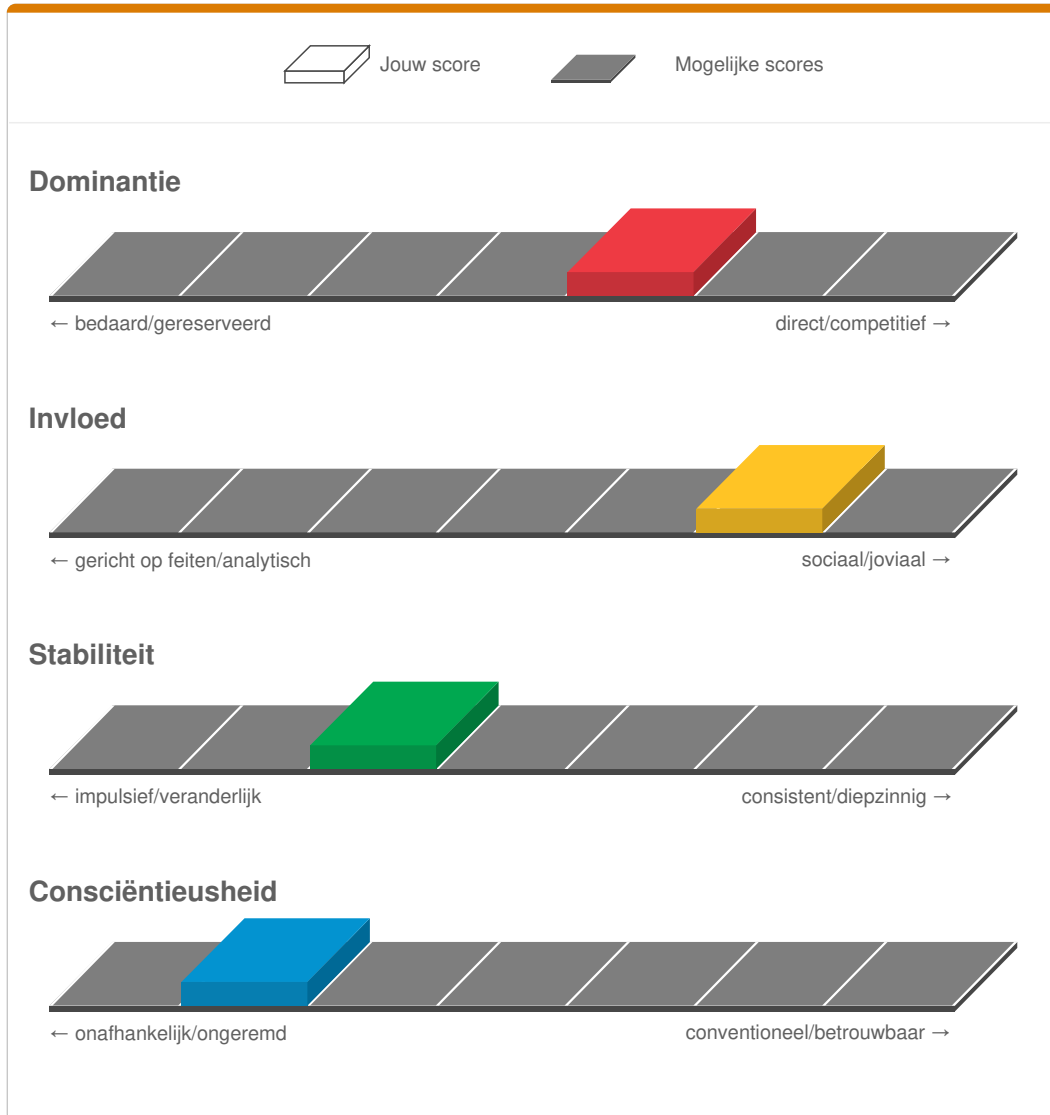 Jouw score Mogelijke scores
Dominantie
← bedaard/gereserveerd direct/competitief →
Invloed
← gericht op feiten/analytisch sociaal/joviaal →
Stabiliteit
← impulsief/veranderlijk consistent/diepzinnig →
Consciëntieusheid
← onafhankelijk/ongeremd conventioneel/betrouwbaar →